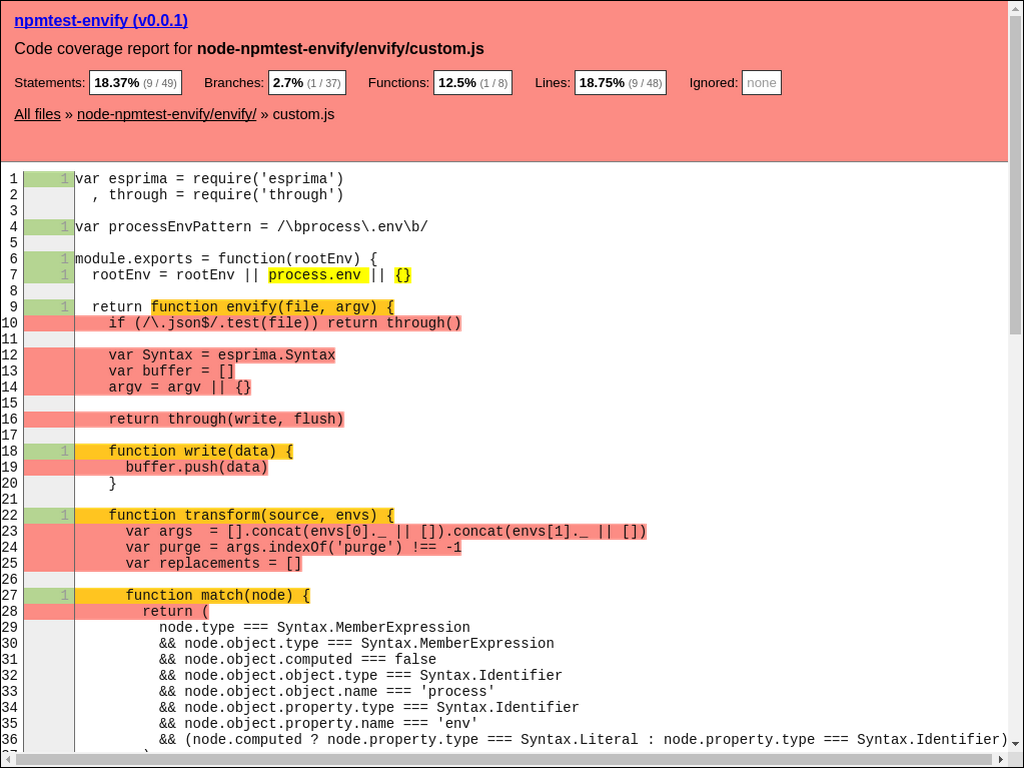 npmtest-envify (v0.0.1)
Code coverage report for node-npmtest-envify/envify/custom.js
Statements: 18.37% (9 / 49) Branches: 2.7% (1 / 37) Functions: 12.5% (1 / 8) Lines: 18.75% (9 / 48) Ignored: none
All files » node-npmtest-envify/envify/ » custom.js
1 1 var esprima = require('esprima')
2 , through = require('through')
3
4 1 var processEnvPattern = /\bprocess\.env\b/
5
6 1 module.exports = function(rootEnv) {
7 1 rootEnv = rootEnv || process.env || {}
8
9 1 return function envify(file, argv) {
10 if (/\.json$/.test(file)) return through()
11
12 var Syntax = esprima.Syntax
13 var buffer = []
14 argv = argv || {}
15
16 return through(write, flush)
17
18 1 function write(data) {
19 buffer.push(data)
20 }
21
22 1 function transform(source, envs) {
23 var args  = [].concat(envs[0]._ || []).concat(envs[1]._ || [])
24 var purge = args.indexOf('purge') !== -1
25 var replacements = []
26
27 1 function match(node) {
28 return (
29 node.type === Syntax.MemberExpression
30 && node.object.type === Syntax.MemberExpression
31 && node.object.computed === false
32 && node.object.object.type === Syntax.Identifier
33 && node.object.object.name === 'process'
34 && node.object.property.type === Syntax.Identifier
35 && node.object.property.name === 'env'
36 && (node.computed ? node.property.type === Syntax.Literal : node.property.type === Syntax.Identifier)